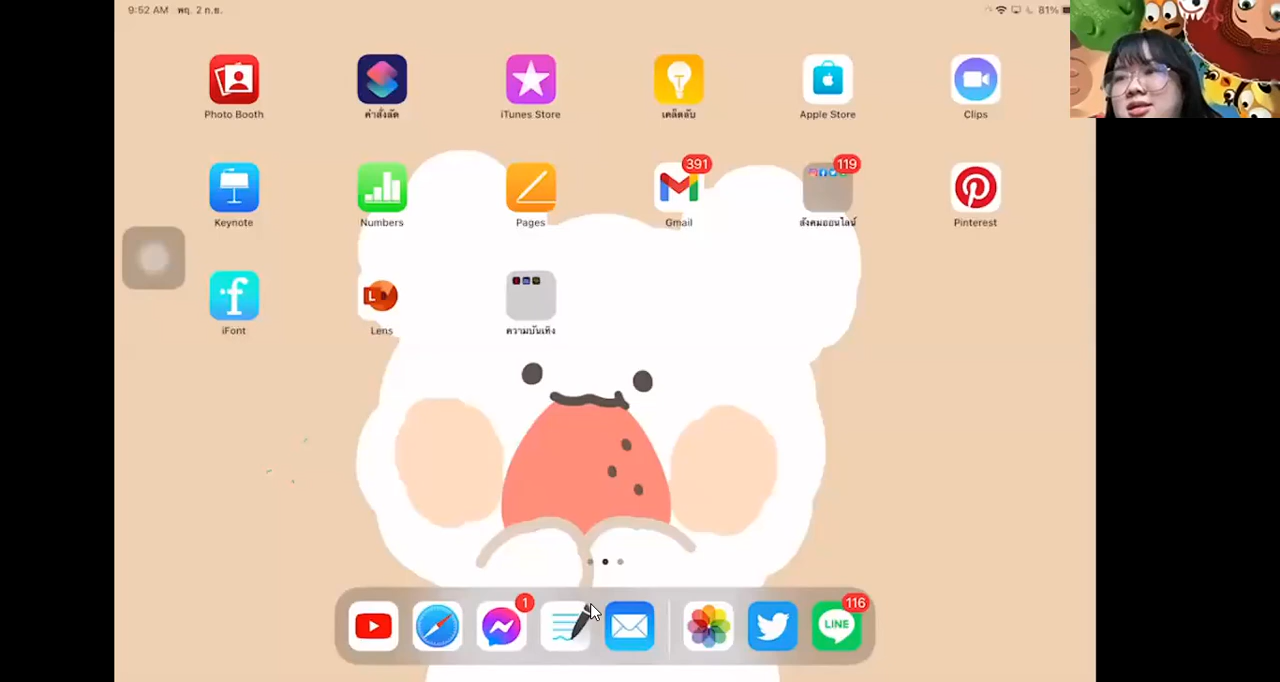 9:52 AM พฤ. 2 ก.ย.
81%
Photo Booth
คำสั่งลัด
iTunes Store
เคล็ดลับ
Apple Store
Clips
391
119
Keynote
Numbers
Pages
Gmail
สังคมออนไลน์
Pinterest
iFont
Lens
ความบันเทิง
1
116
LINE